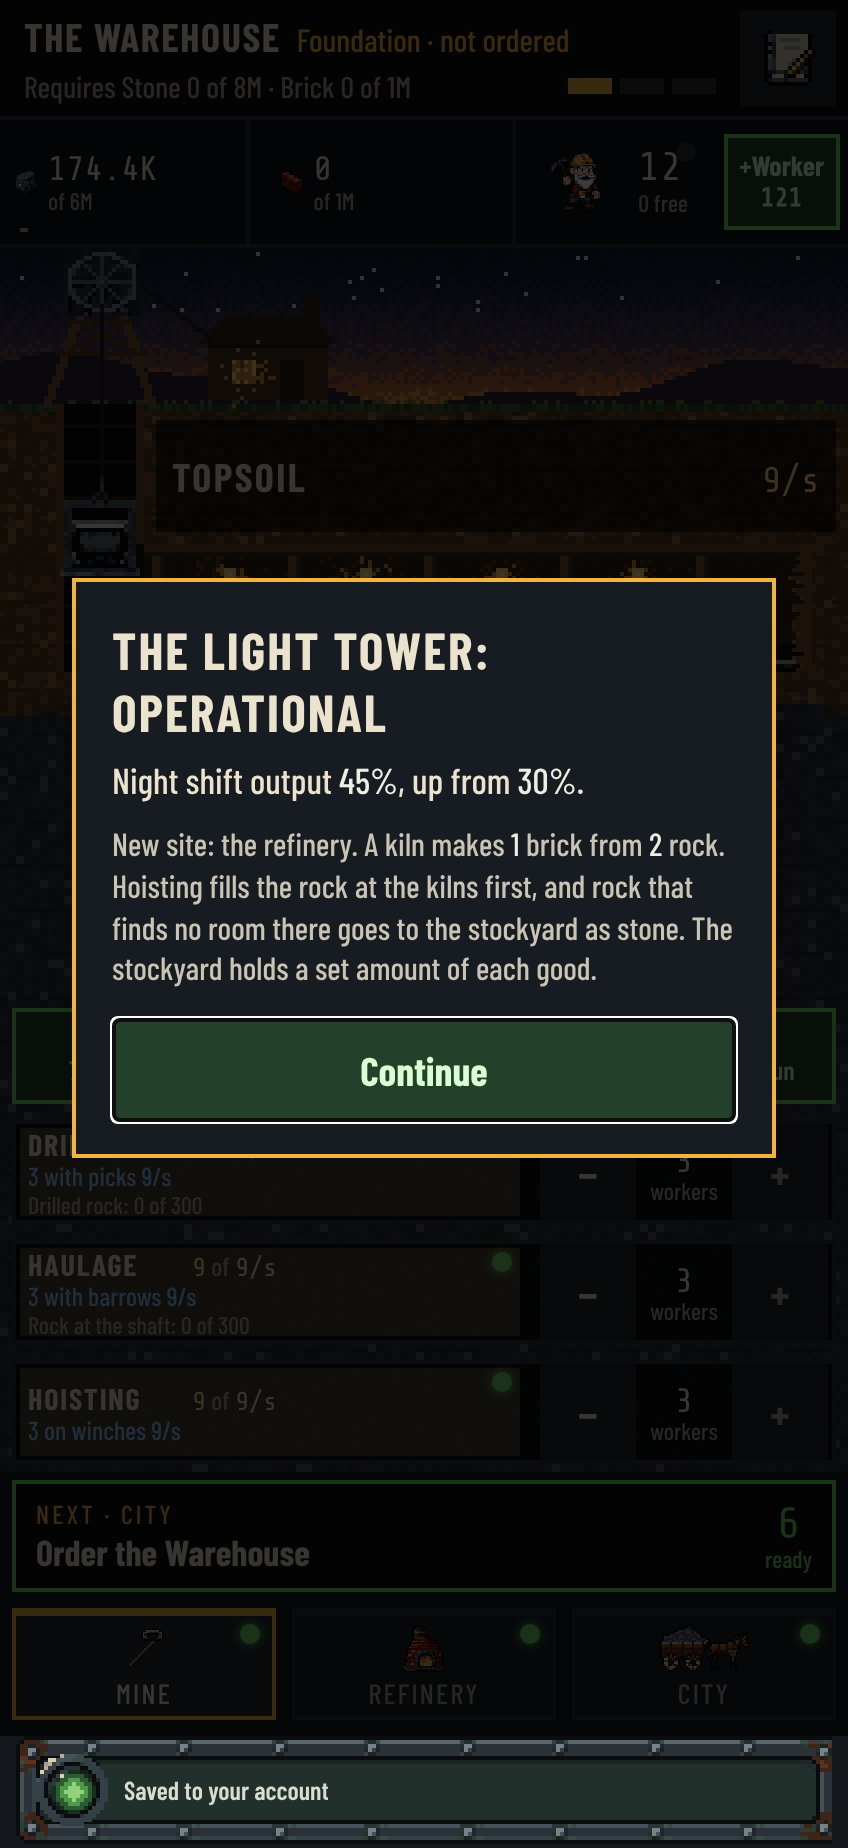 THE WAREHOUSE Foundation · not ordered
Requires Stone 0 of 8M · Brick 0 of 1M
174.4K
of 6M
0
of 1M
12
0 free
+Worker
121
TOPSOIL 9/s
THE LIGHT TOWER:
OPERATIONAL
Night shift output 45%, up from 30%.
New site: the refinery. A kiln makes 1 brick from 2 rock.
Hoisting fills the rock at the kilns first, and rock that
finds no room there goes to the stockyard as stone. The
stockyard holds a set amount of each good.
Continue
3 with picks 9/s
Drilled rock: 0 of 300
− 3 +
workers
HAULAGE 9 of 9/s
3 with barrows 9/s
Rock at the shaft: 0 of 300
− 3 +
workers
HOISTING 9 of 9/s
3 on winches 9/s
− 3 +
workers
NEXT · CITY
Order the Warehouse
6
ready
MINE
REFINERY
CITY
Saved to your account